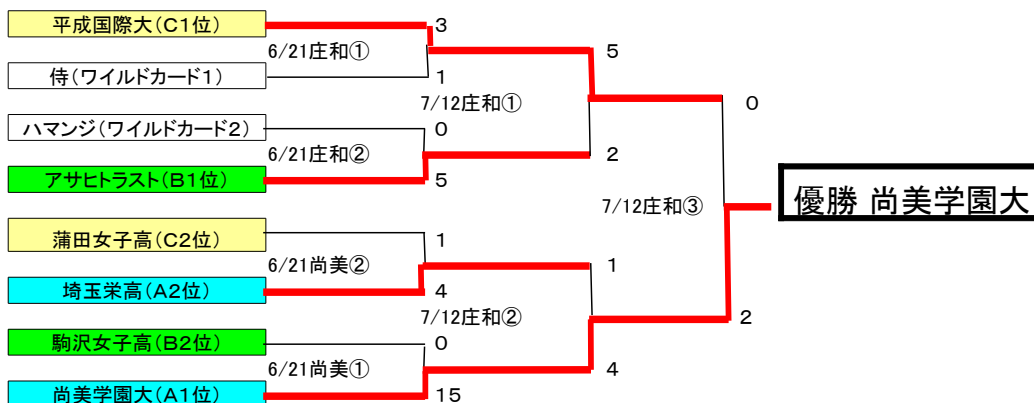 平成国際大(C1位)
3
6/21庄和①
5
侍(ワイルドカード1)
1
7/12庄和①
0
ハマンジ(ワイルドカード2)
0
6/21庄和②
2
アサヒトラスト(B1位)
5
7/12庄和③
優勝 尚美学園大
蒲田女子高(C2位)
1
6/21尚美②
1
埼玉栄高(A2位)
4
7/12庄和②
2
駒沢女子高(B2位)
0
6/21尚美①
4
尚美学園大(A1位)
15